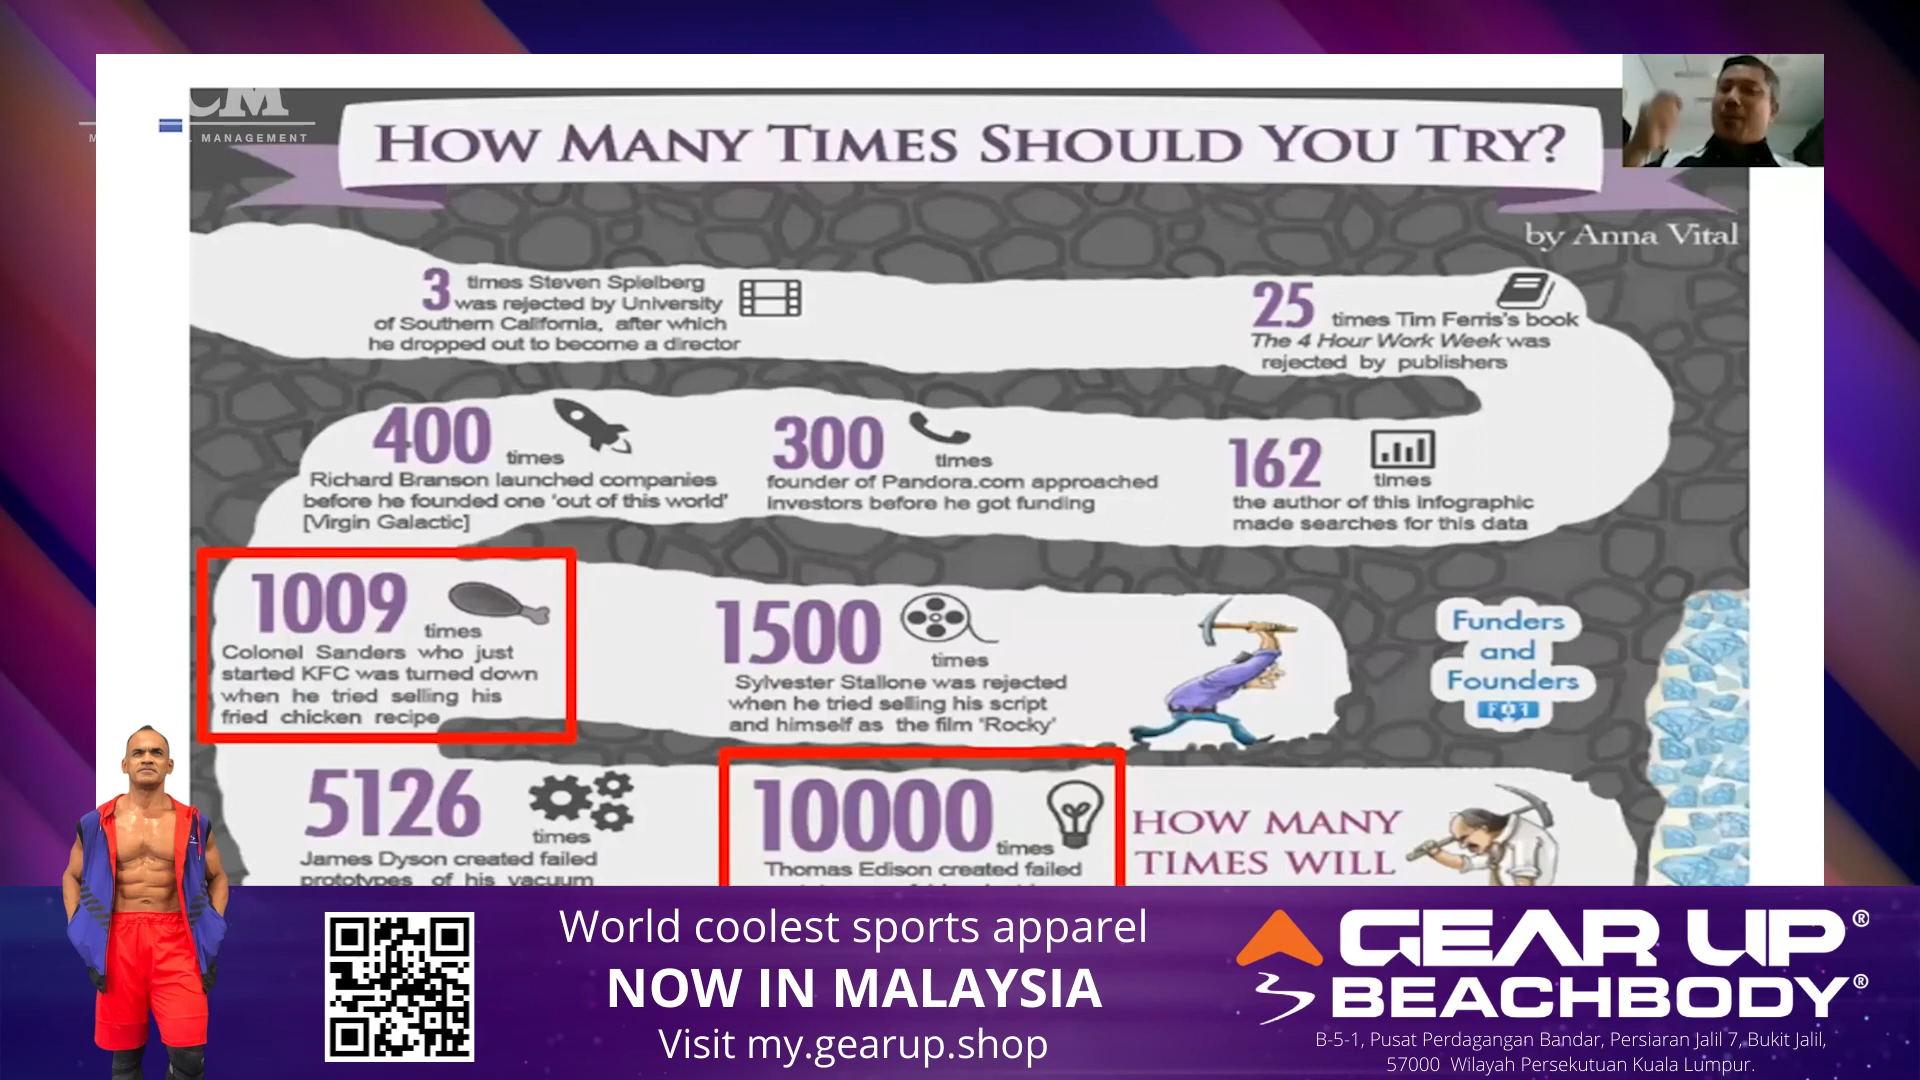 CM
MANAGEMENT
HOW MANY TIMES SHOULD YOU TRY?
by Anna Vital
3 times Steven Spielberg
was rejected by University
of Southern California, after which
he dropped out to become a director
25 times Tim Ferris's book
The 4 Hour Work Week was
rejected by publishers
400 times
Richard Branson launched companies
before he founded one 'out of this world'
[Virgin Galactic]
300 times
founder of Pandora.com approached
investors before he got funding
162 times
the author of this infographic
made searches for this data
1009 times
Colonel Sanders who just
started KFC was turned down
when he tried selling his
fried chicken recipe
1500 times
Sylvester Stallone was rejected
when he tried selling his script
and himself as the film 'Rocky'
Funders
and
Founders
5126 times
James Dyson created failed
prototypes of his vacuum
10000 times
Thomas Edison created failed
HOW MANY
TIMES WILL
World coolest sports apparel
NOW IN MALAYSIA
Visit my.gearup.shop
GEAR UP®
BEACHBODY®
B-5-1, Pusat Perdagangan Bandar, Persiaran Jalil 7, Bukit Jalil,
57000 Wilayah Persekutuan Kuala Lumpur.